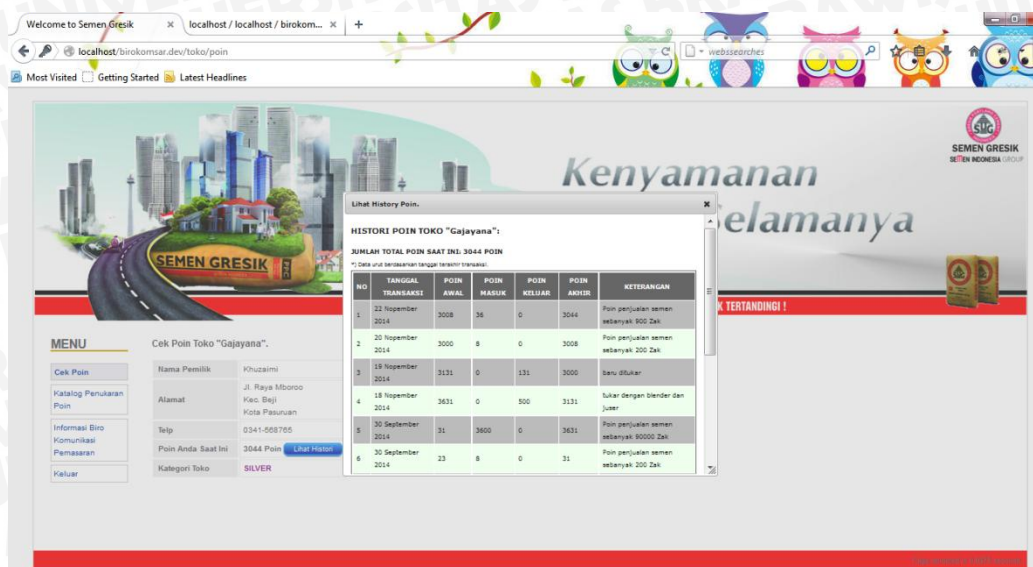 Welcome to Semen Gresik
localhost / localhost / birokom...
localhost/birokomsar.dev/toko/poin
webssearches
Most Visited Getting Started Latest Headlines
SEMEN GRESIK
PPC
SMG
SEMEN GRESIK
SEMEN INDONESIA GROUP
Kenyamanan
elamanya
K TERTANDINGI !
MENU
Cek Poin
Katalog Penukaran
Poin
Informasi Biro
Komunikasi
Pemasaran
Keluar
Cek Poin Toko "Gajayana".
Nama Pemilik Khuzaimi
Alamat Jl. Raya Mboroo
Kec. Beji
Kota Pasuruan
Telp 0341-568765
Poin Anda Saat Ini 3044 Poin Lihat Histori
Kategori Toko SILVER
Lihat History Poin.
HISTORI POIN TOKO "Gajayana":
JUMLAH TOTAL POIN SAAT INI: 3044 POIN
*) Data urut berdasarkan tanggal terakhir transaksi.
NO TANGGAL TRANSAKSI POIN AWAL POIN MASUK POIN KELUAR POIN AKHIR KETERANGAN
1 22 Nopember 2014 3008 36 0 3044 Poin penjualan semen sebanyak 900 Zak
2 20 Nopember 2014 3000 8 0 3008 Poin penjualan semen sebanyak 200 Zak
3 19 Nopember 2014 3131 0 131 3000 baru ditukar
4 18 Nopember 2014 3631 0 500 3131 tukar dengan blender dan juser
5 30 September 2014 31 3600 0 3631 Poin penjualan semen sebanyak 90000 Zak
6 30 September 2014 23 8 0 31 Poin penjualan semen sebanyak 200 Zak